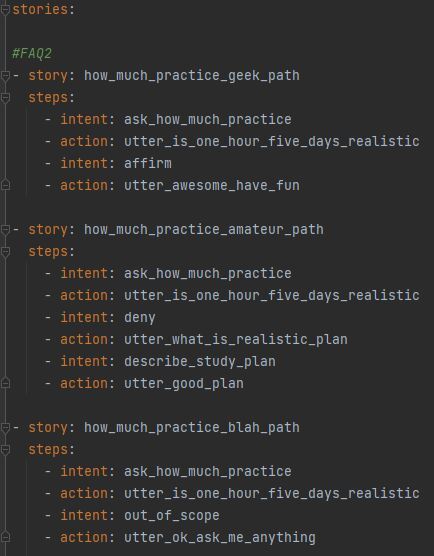 stories:
#FAQ2
- story: how_much_practice_geek_path
steps:
- intent: ask_how_much_practice
- action: utter_is_one_hour_five_days_realistic
- intent: affirm
- action: utter_awesome_have_fun
- story: how_much_practice_amateur_path
steps:
- intent: ask_how_much_practice
- action: utter_is_one_hour_five_days_realistic
- intent: deny
- action: utter_what_is_realistic_plan
- intent: describe_study_plan
- action: utter_good_plan
- story: how_much_practice_blah_path
steps:
- intent: ask_how_much_practice
- action: utter_is_one_hour_five_days_realistic
- intent: out_of_scope
- action: utter_ok_ask_me_anything